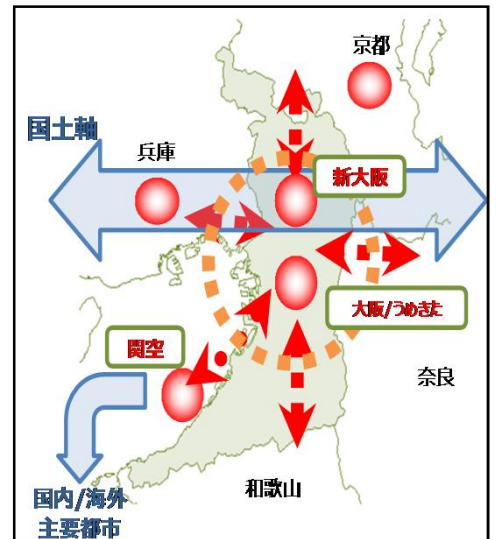 京都
国土軸
兵庫
新大阪
大阪/うめきた
関空
奈良
和歌山
国内/海外
主要都市